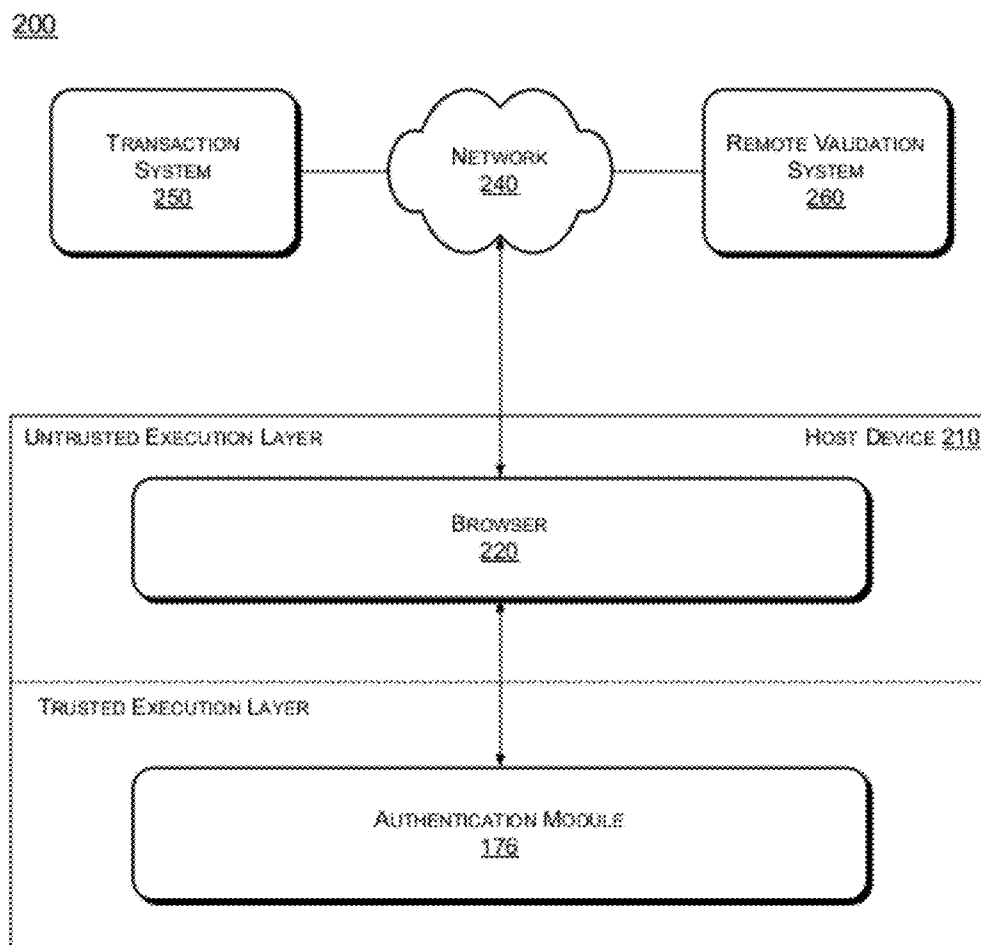 200
TRANSACTION
SYSTEM
250
NETWORK
240
REMOTE VALIDATION
SYSTEM
260
UNTRUSTED EXECUTION LAYER
HOST DEVICE 210
BROWSER
220
TRUSTED EXECUTION LAYER
AUTHENTICATION MODULE
176